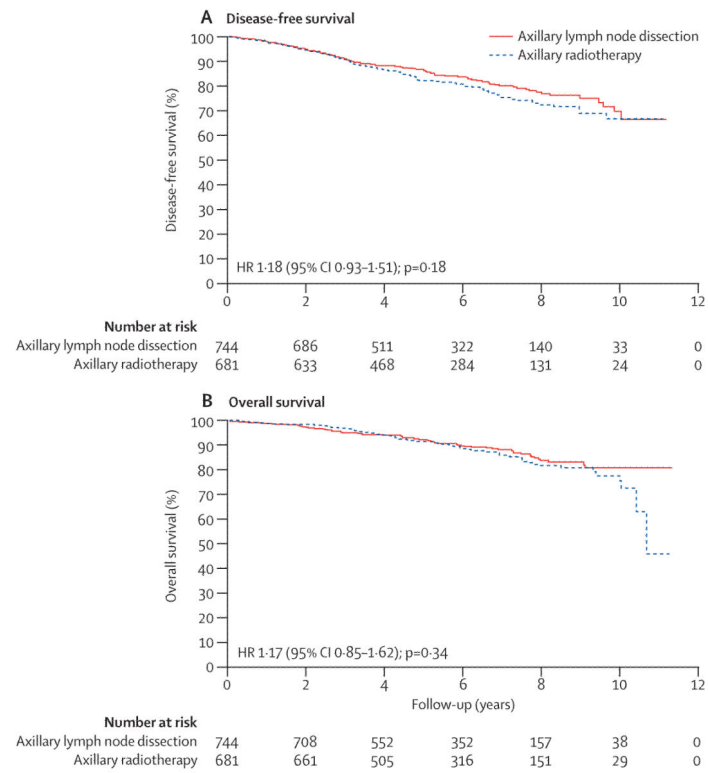 A Disease-free survival
Axillary lymph node dissection
Axillary radiotherapy
Disease-free survival (%)
100
90
80
70
60
50
40
30
20
10
0
HR 1·18 (95% CI 0·93–1·51); p=0·18
0 2 4 6 8 10 12
Number at risk
Axillary lymph node dissection 744 686 511 322 140 33 0
Axillary radiotherapy 681 633 468 284 131 24 0
B Overall survival
Overall survival (%)
100
90
80
70
60
50
40
30
20
10
0
HR 1·17 (95% CI 0·85–1·62); p=0·34
0 2 4 6 8 10 12
Follow-up (years)
Number at risk
Axillary lymph node dissection 744 708 552 352 157 38 0
Axillary radiotherapy 681 661 505 316 151 29 0